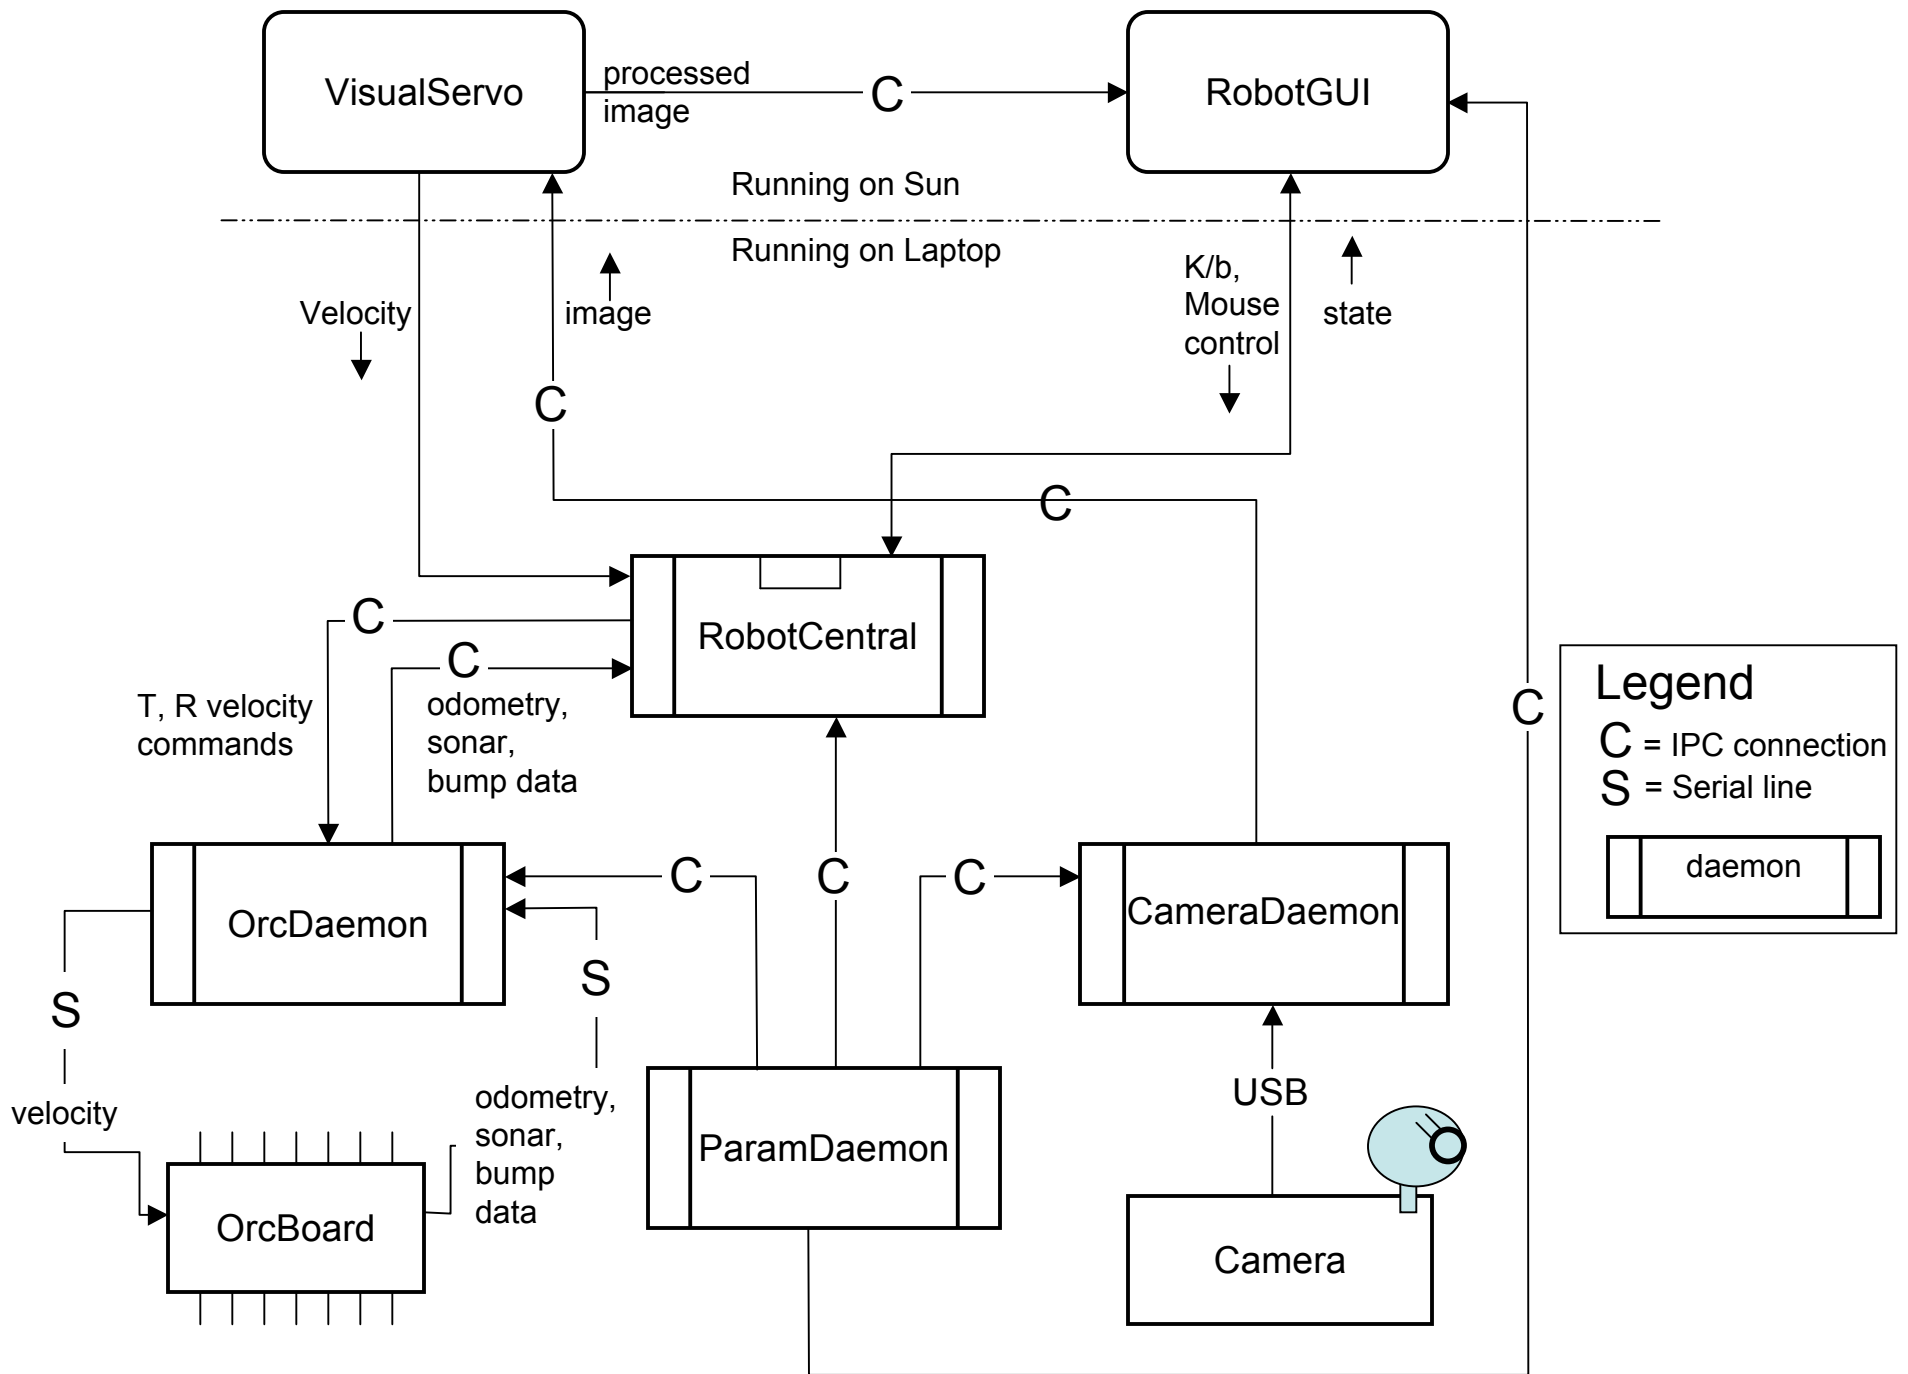 VisualServo
processed
image
C
RobotGUI
Running on Sun
Running on Laptop
Velocity
image
K/b,
Mouse
control
state
C
C
RobotCentral
C
C
T, R velocity
commands
odometry,
sonar,
bump data
C
Legend
C = IPC connection
S = Serial line
daemon
C
C
C
OrcDaemon
CameraDaemon
S
S
velocity
odometry,
sonar,
bump
data
USB
ParamDaemon
OrcBoard
Camera